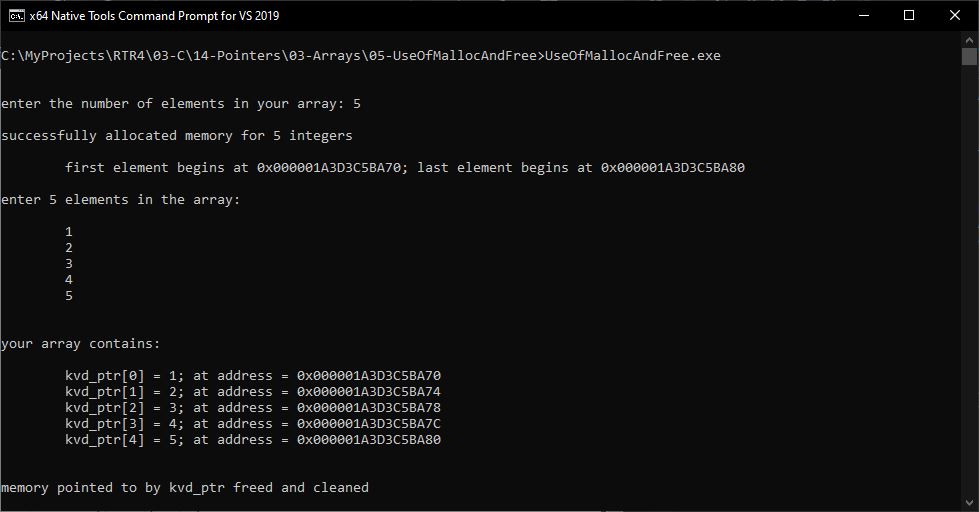 x64 Native Tools Command Prompt for VS 2019
C:\MyProjects\RTR4\03-C\14-Pointers\03-Arrays\05-UseOfMallocAndFree>UseOfMallocAndFree.exe
enter the number of elements in your array: 5
successfully allocated memory for 5 integers
first element begins at 0x000001A3D3C5BA70; last element begins at 0x000001A3D3C5BA80
enter 5 elements in the array:
1
2
3
4
5
your array contains:
kvd_ptr[0] = 1; at address = 0x000001A3D3C5BA70
kvd_ptr[1] = 2; at address = 0x000001A3D3C5BA74
kvd_ptr[2] = 3; at address = 0x000001A3D3C5BA78
kvd_ptr[3] = 4; at address = 0x000001A3D3C5BA7C
kvd_ptr[4] = 5; at address = 0x000001A3D3C5BA80
memory pointed to by kvd_ptr freed and cleaned